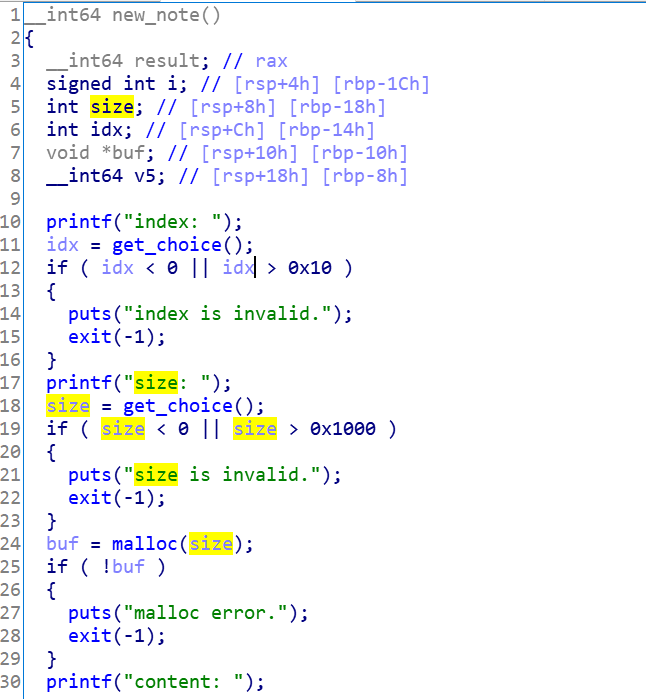 1 __int64 new_note()
2 {
3   __int64 result; // rax
4   signed int i; // [rsp+4h] [rbp-1Ch]
5   int size; // [rsp+8h] [rbp-18h]
6   int idx; // [rsp+Ch] [rbp-14h]
7   void *buf; // [rsp+10h] [rbp-10h]
8   __int64 v5; // [rsp+18h] [rbp-8h]
9
10   printf("index: ");
11   idx = get_choice();
12   if ( idx < 0 || idx > 0x10 )
13   {
14     puts("index is invalid.");
15     exit(-1);
16   }
17   printf("size: ");
18   size = get_choice();
19   if ( size < 0 || size > 0x1000 )
20   {
21     puts("size is invalid.");
22     exit(-1);
23   }
24   buf = malloc(size);
25   if ( !buf )
26   {
27     puts("malloc error.");
28     exit(-1);
29   }
30   printf("content: ");